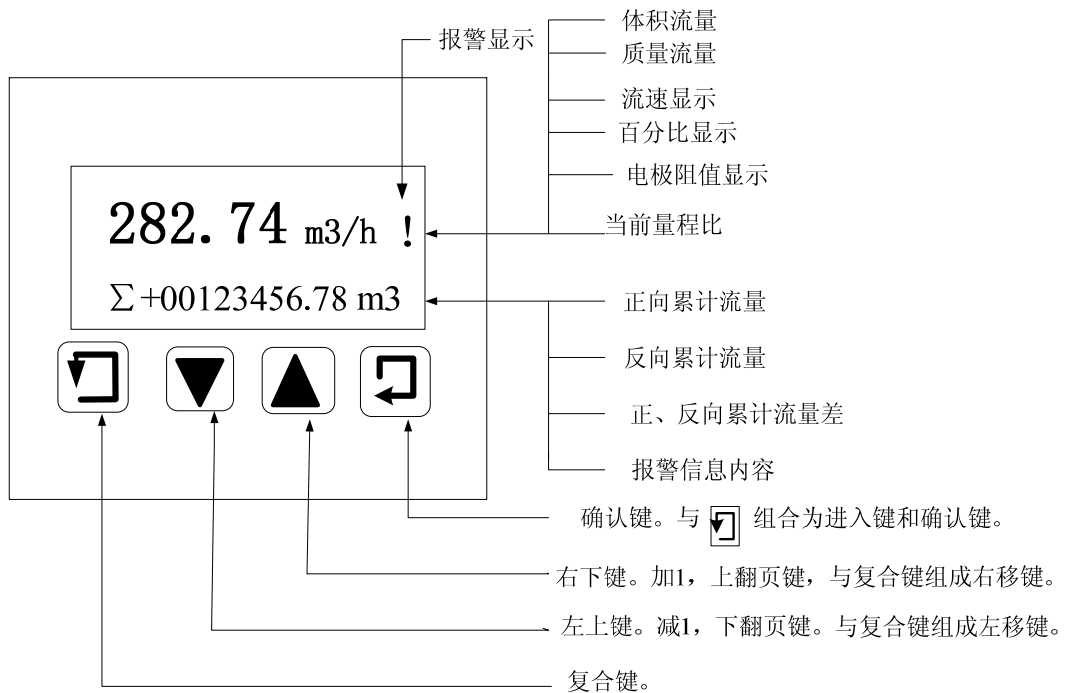 体积流量
报警显示
质量流量
流速显示
百分比显示
电极阻值显示
当前量程比
282.74 m3/h !
Σ+00123456.78 m3
正向累计流量
反向累计流量
正、反向累计流量差
报警信息内容
确认键。与 组合为进入键和确认键。
右下键。加1，上翻页键，与复合键组成右移键。
左上键。减1，下翻页键。与复合键组成左移键。
复合键。